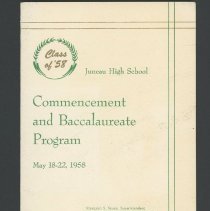 Class
of '58
Juneau High School
Commencement
and Baccalaureate
Program
May 18-22, 1958